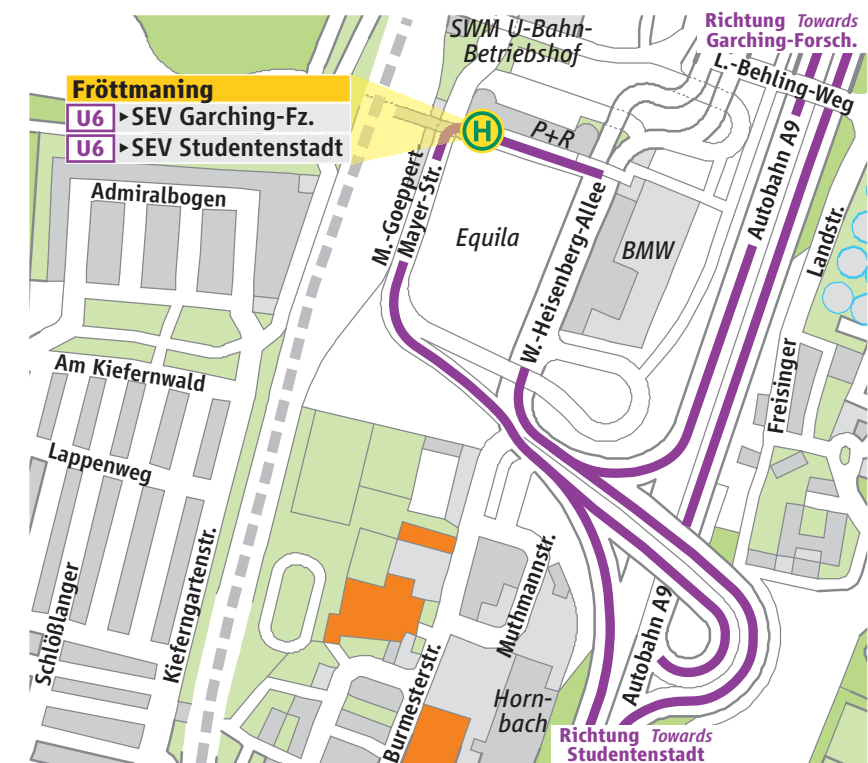 Richtung Towards
Garching-Forsch.
SWM U-Bahn-
Betriebshof
L.-Behling-Weg
Fröttmaning
U6 ▸SEV Garching-Fz.
U6 ▸SEV Studentenstadt
H
P+R
Autobahn A9
Admiralbogen
M.-Goeppert
Mayer-Str.
Equila
BMW
W.-Heisenberg-Allee
Freisinger
Landstr.
Am Kiefernwald
Lappenweg
Schlößlanger
Kieferngartenstr.
Muthmannstr.
Burmesterstr.
Autobahn A9
Horn-
bach
Richtung Towards
Studentenstadt